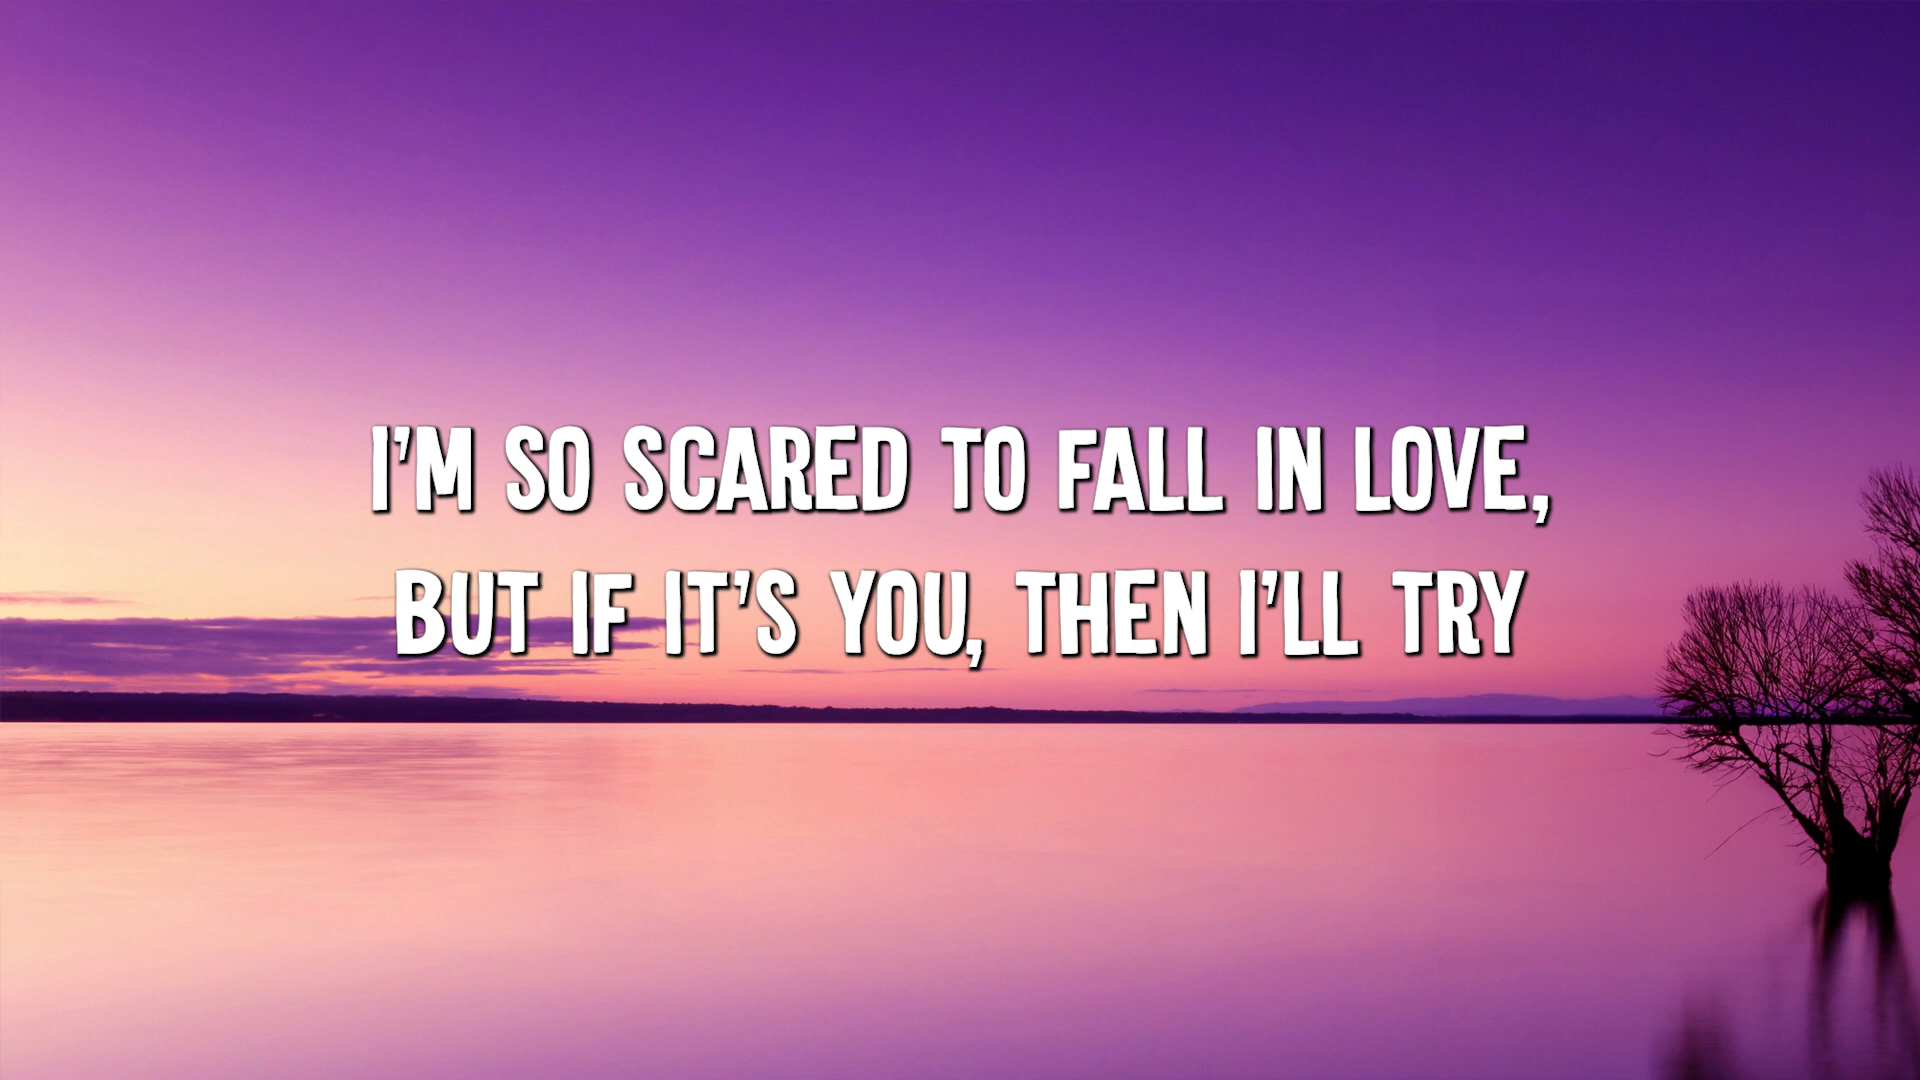 I'M SO SCARED TO FALL IN LOVE,
BUT IF IT'S YOU, THEN I'LL TRY